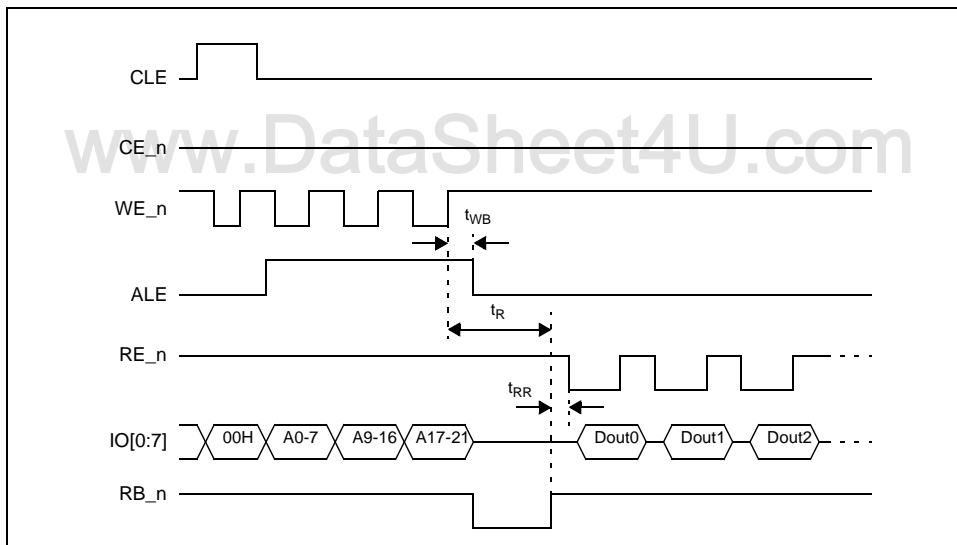 CLE
www.DataSheet4U.com
CE_n
WE_n
tWB
ALE
tR
RE_n
tRR
IO[0:7] 00H A0-7 A9-16 A17-21 Dout0 Dout1 Dout2
RB_n